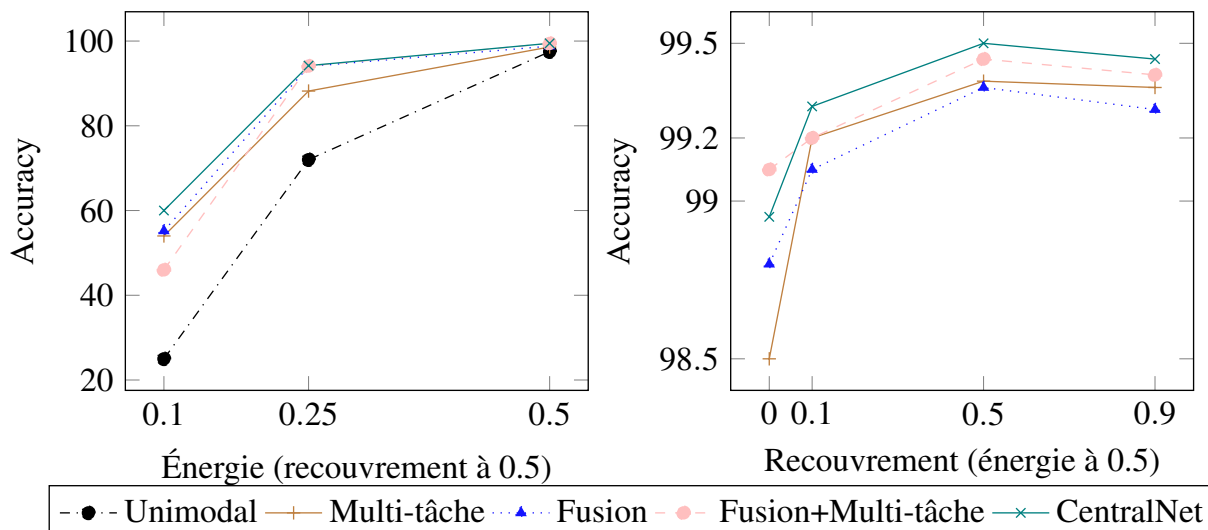 100
80
60
40
20
Accuracy
0.1 0.25 0.5
Énergie (recouvrement à 0.5)
99.5
99.2
99
98.5
Accuracy
0 0.1 0.5 0.9
Recouvrement (énergie à 0.5)
Unimodal Multi-tâche Fusion Fusion+Multi-tâche CentralNet